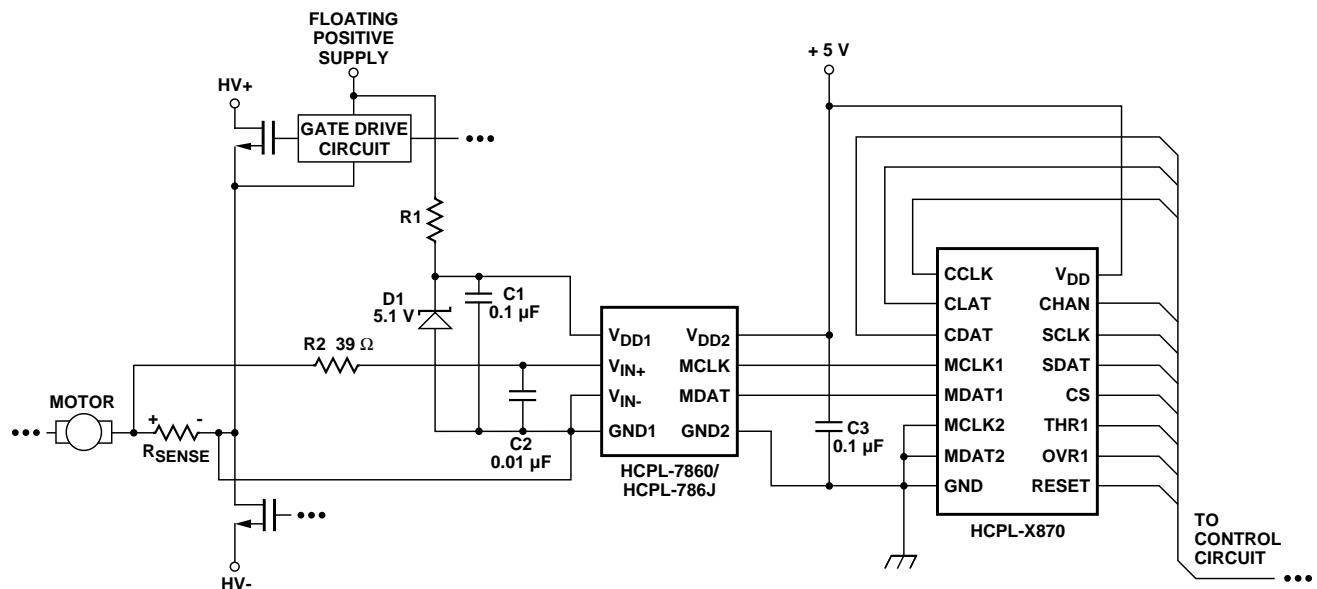 FLOATING
POSITIVE
SUPPLY
HV+
GATE DRIVE
CIRCUIT
•••
R1
D1
5.1 V
C1
0.1 µF
R2 39 Ω
C2
0.01 µF
MOTOR
•••
+ -
RSENSE
•••
HV-
VDD1
VIN+
VIN-
GND1
VDD2
MCLK
MDAT
GND2
HCPL-7860/
HCPL-786J
+ 5 V
C3
0.1 µF
CCLK
CLAT
CDAT
MCLK1
MDAT1
MCLK2
MDAT2
GND
VDD
CHAN
SCLK
SDAT
CS
THR1
OVR1
RESET
HCPL-X870
TO
CONTROL
CIRCUIT
•••